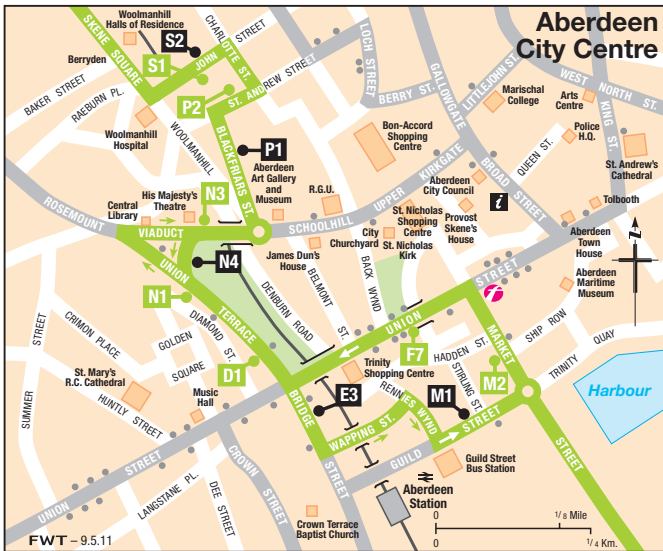 Aberdeen
City Centre
Woolmanhill
Halls of Residence
S2
CHARLOTTE ST.
STREET
SKENE SQUARE
Berryden
S1
JOHN
LOCH STREET
GALLOWGATE
LITTLEJOHN ST.
WEST NORTH ST.
BAKER STREET
RAEBURN PL.
P2
ST. ANDREW STREET
BERRY ST.
Marischal
College
Arts
Centre
KING ST.
Woolmanhill
Hospital
WOOLMANHILL
BLACKFRIARS ST.
P1
Bon-Accord
Shopping
Centre
QUEEN ST.
Police
H.Q.
St. Andrew's
Cathedral
BROAD STREET
Aberdeen
Art Gallery
and
Museum
R.G.U.
UPPER KIRKGATE
Aberdeen
City Council
i
Tolbooth
ROSEMOUNT
Central
Library
His Majesty's
Theatre
N3
VIADUCT
SCHOOLHILL
St. Nicholas
Shopping
Centre
Provost
Skene's
House
Aberdeen
Town
House
City
Churchyard
St. Nicholas
Kirk
James Dun's
House
N4
BELMONT
ST.
BACK WYND
DENBURN ROAD
STREET
f
Aberdeen
Maritime
Museum
N1
UNION
TERRACE
DIAMOND ST.
GOLDEN
SQUARE
D1
UNION
F7
HADDEN ST.
MARKET
SHIP ROW
TRINITY QUAY
STREET
CRIMON PLACE
St. Mary's
R.C. Cathedral
HUNTLY STREET
Music
Hall
Trinity
Shopping Centre
STIRLING ST.
M2
Harbour
SUMMER
BRIDGE
E3
RENNIES WYND
M1
WAPPING ST.
STREET
GUILD
STREET
Guild Street
Bus Station
UNION
STREET
LANGSTANE PL.
DEE STREET
CROWN STREET
STREET
Crown Terrace
Baptist Church
Aberdeen
Station
STREET
0
1/8 Mile
0
1/4 Km.
FWT – 9.5.11